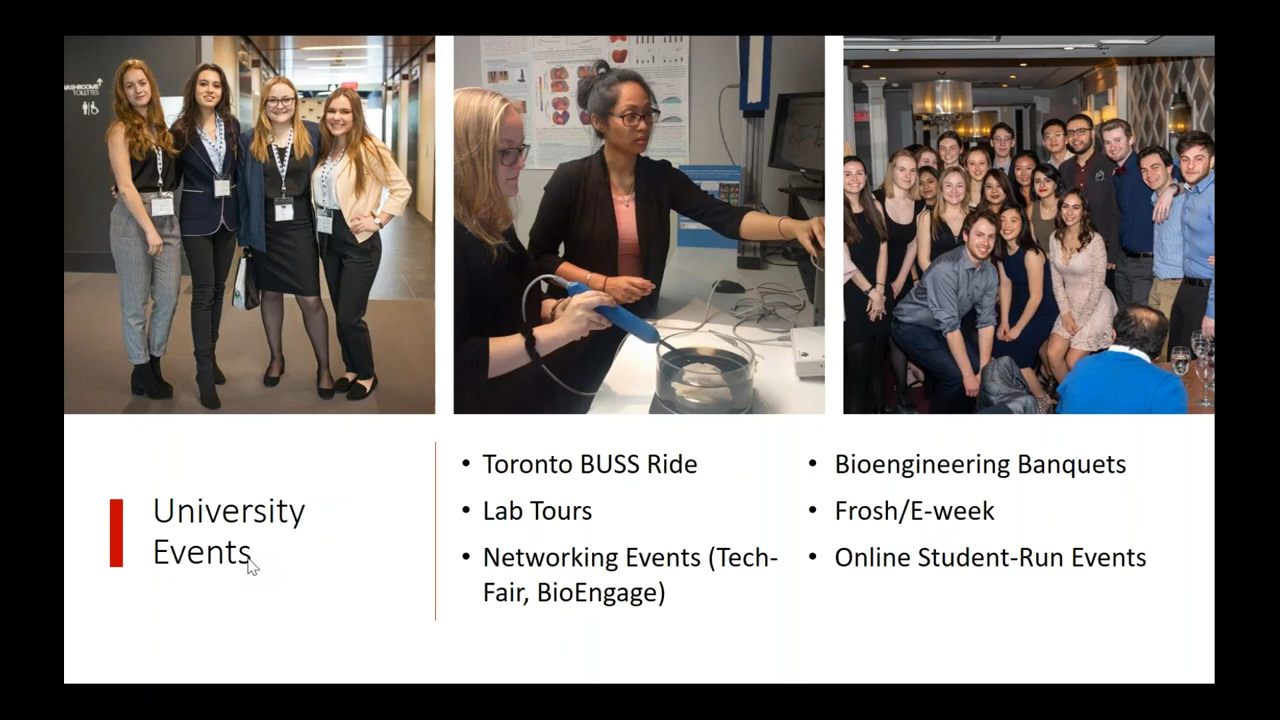 WASHROOMS
TOILETTES
University
Events
• Toronto BUSS Ride
• Lab Tours
• Networking Events (Tech-
Fair, BioEngage)
• Bioengineering Banquets
• Frosh/E-week
• Online Student-Run Events